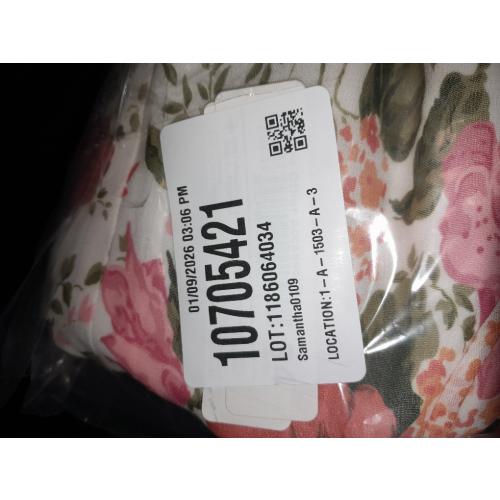 01/09/2026 03:06 PM
10705421
LOT:1186064034
Samantha0109
LOCATION:1-A-1503-A-3